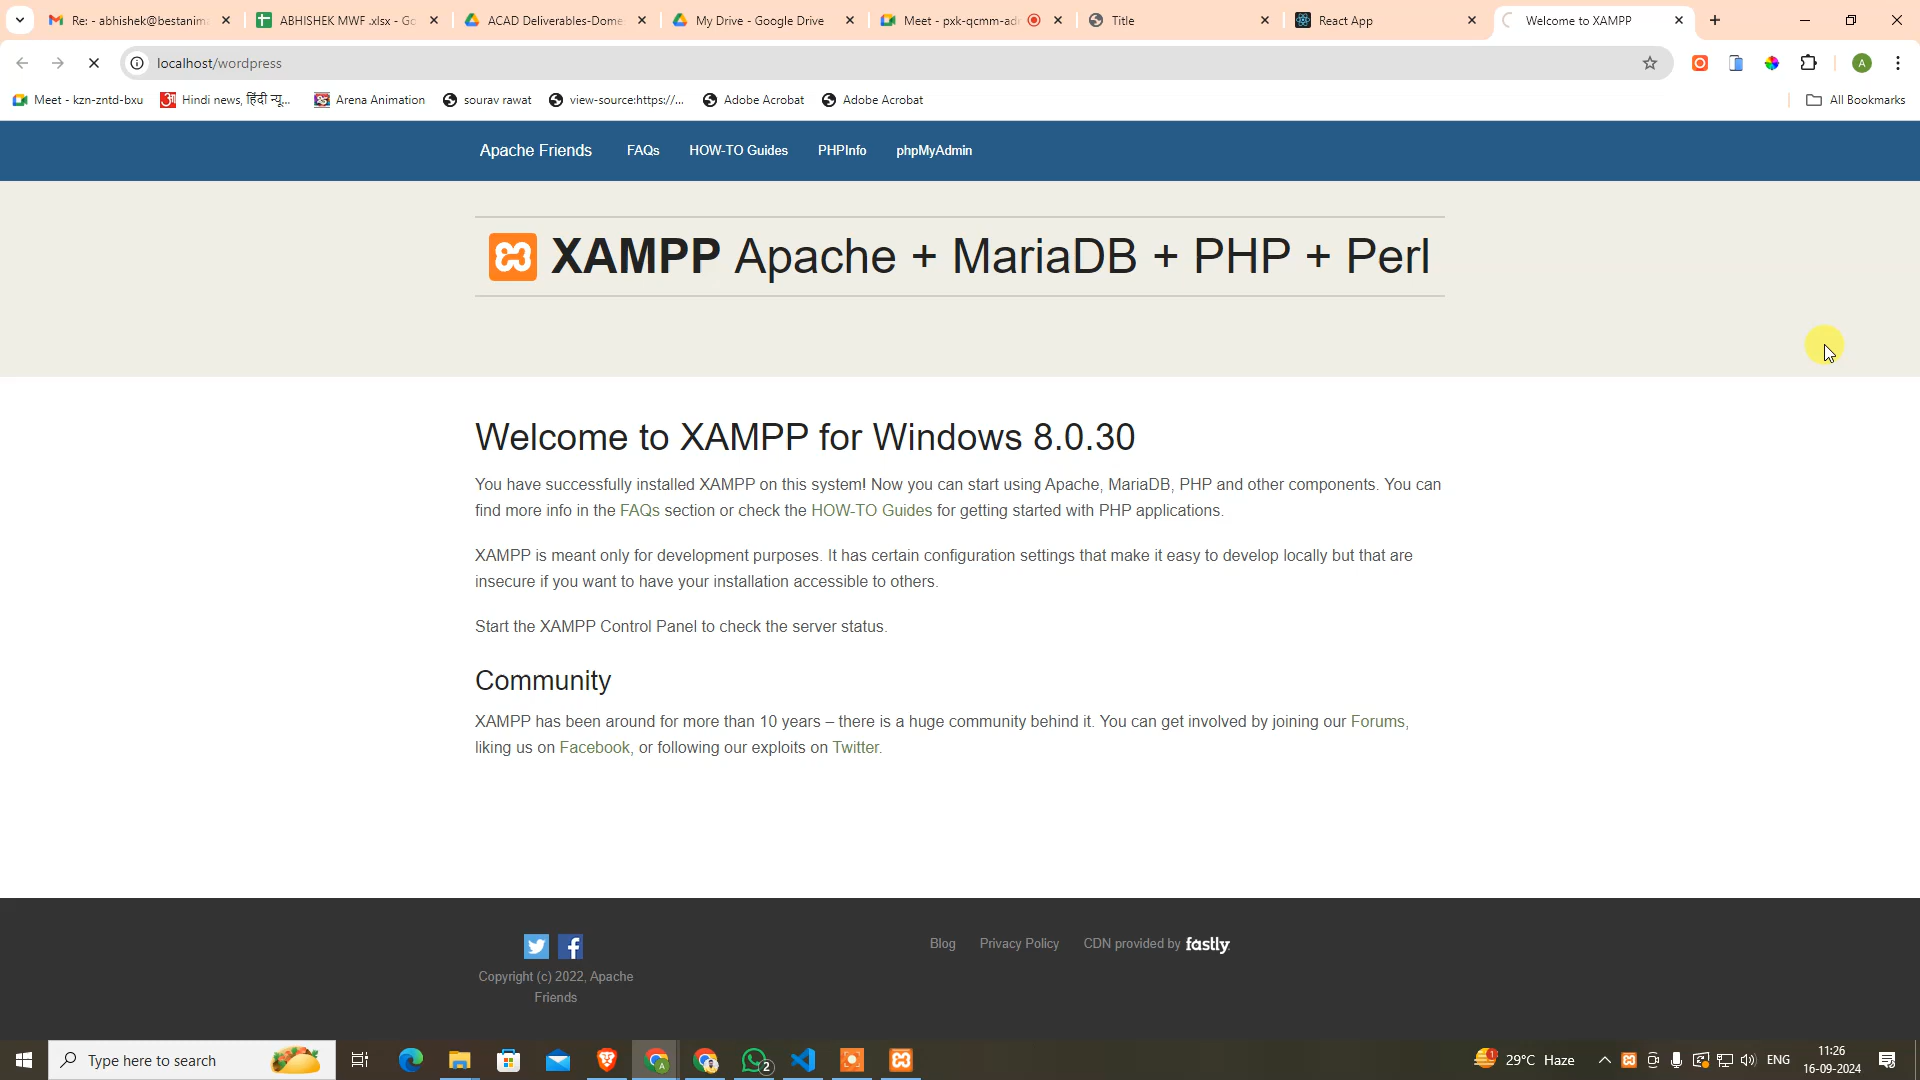 Re: - abhishek@bestanima
ABHISHEK MWF .xlsx - Go
ACAD Deliverables-Dome
My Drive - Google Drive
Meet - pxk-qcmm-adr
Title
React App
Welcome to XAMPP
localhost/wordpress
A
Meet - kzn-zntd-bxu
Hindi news, हिंदी न्यू...
Arena Animation
sourav rawat
view-source:https://...
Adobe Acrobat
Adobe Acrobat
All Bookmarks
Apache Friends
FAQs
HOW-TO Guides
PHPInfo
phpMyAdmin
XAMPP Apache + MariaDB + PHP + Perl
Welcome to XAMPP for Windows 8.0.30
You have successfully installed XAMPP on this system! Now you can start using Apache, MariaDB, PHP and other components. You can
find more info in the FAQs section or check the HOW-TO Guides for getting started with PHP applications.
XAMPP is meant only for development purposes. It has certain configuration settings that make it easy to develop locally but that are
insecure if you want to have your installation accessible to others.
Start the XAMPP Control Panel to check the server status.
Community
XAMPP has been around for more than 10 years – there is a huge community behind it. You can get involved by joining our Forums,
liking us on Facebook, or following our exploits on Twitter.
Blog
Privacy Policy
CDN provided by fastly
Copyright (c) 2022, Apache
Friends
Type here to search
2
1
29°C Haze
ENG
11:26
16-09-2024